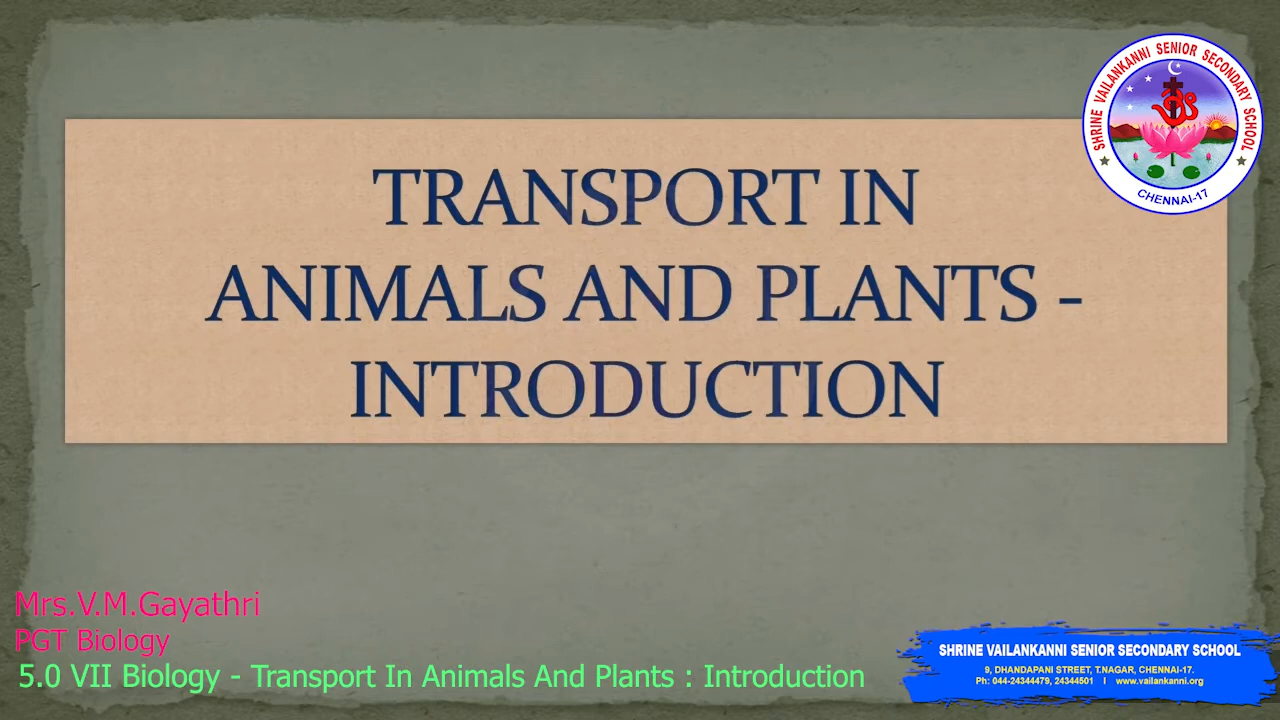 SHRINE VAILANKANNI SENIOR SECONDARY SCHOOL
CHENNAI-17
TRANSPORT IN
ANIMALS AND PLANTS -
INTRODUCTION
Mrs.V.M.Gayathri
PGT Biology
5.0 VII Biology - Transport In Animals And Plants : Introduction
SHRINE VAILANKANNI SENIOR SECONDARY SCHOOL
9, DHANDAPANI STREET, T.NAGAR, CHENNAI-17.
Ph: 044-24344479, 24344501 I www.vailankanni.org